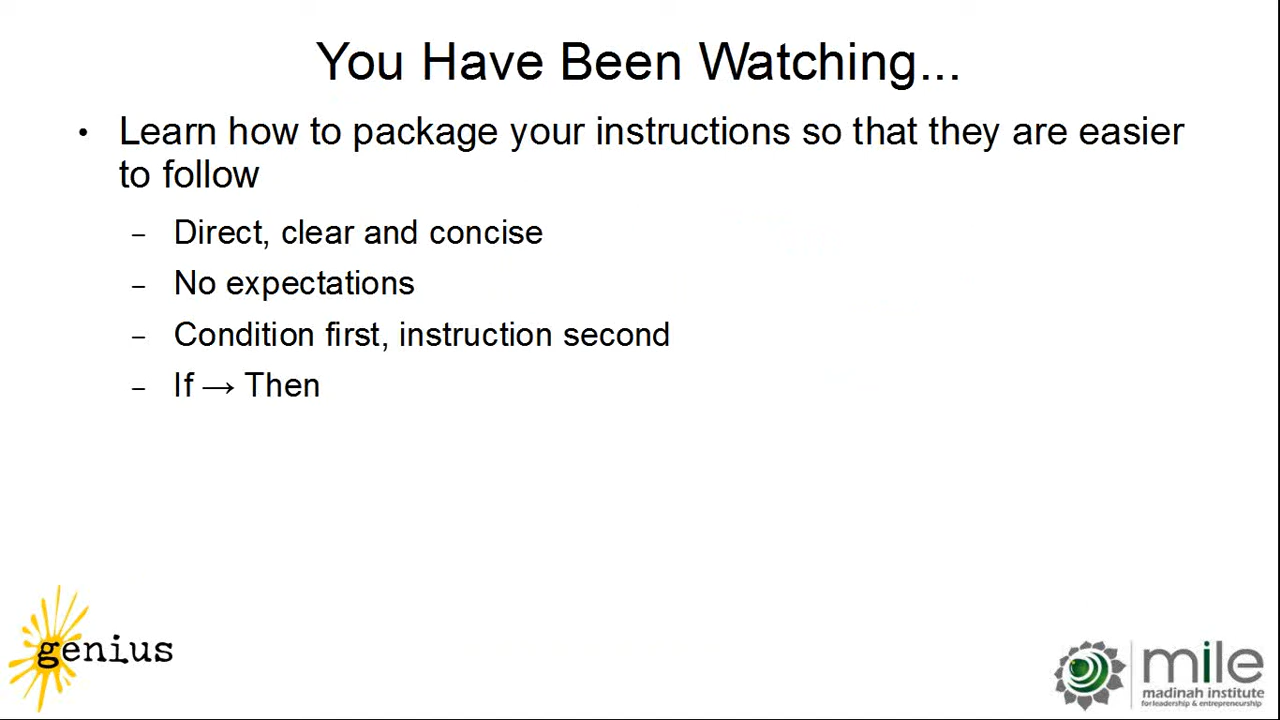 You Have Been Watching...
• Learn how to package your instructions so that they are easier
to follow
– Direct, clear and concise
– No expectations
– Condition first, instruction second
– If → Then
genius
mile
madinah institute
for leadership & entrepreneurship